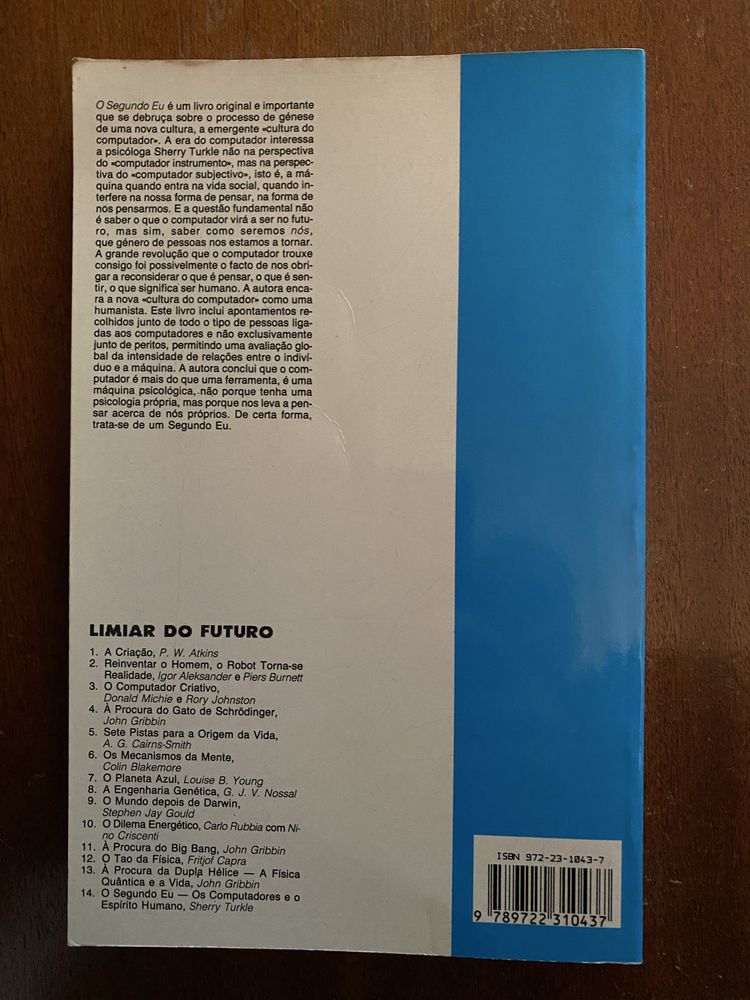 O Segundo Eu é um livro original e importante
que se debruça sobre o processo de génese
de uma nova cultura, a emergente «cultura do
computador». A era do computador interessa
a psicóloga Sherry Turkle não na perspectiva
do «computador instrumento», mas na perspec-
tiva do «computador subjectivo», isto é, a má-
quina quando entra na vida social, quando in-
terfere na nossa forma de pensar, na forma de
nos pensarmos. E a questão fundamental não
é saber o que o computador virá a ser no futu-
ro, mas sim, saber como seremos nós,
que género de pessoas nos estamos a tornar.
A grande revolução que o computador trouxe
consigo foi possivelmente o facto de nos obri-
gar a reconsiderar o que é pensar, o que é sen-
tir, o que significa ser humano. A autora enca-
ra a nova «cultura do computador» como uma
humanista. Este livro inclui apontamentos re-
colhidos junto de todo o tipo de pessoas liga-
das aos computadores e não exclusivamente
junto de peritos, permitindo uma avaliação glo-
bal da intensidade de relações entre o indiví-
duo e a máquina. A autora conclui que o com-
putador é mais do que uma ferramenta, é uma
máquina psicológica, não porque tenha uma
psicologia própria, mas porque nos leva a pen-
sar acerca de nós próprios. De certa forma,
trata-se de um Segundo Eu.
LIMIAR DO FUTURO
1. A Criação, P. W. Atkins
2. Reinventar o Homem, o Robot Torna-se
Realidade, Igor Aleksander e Piers Burnett
3. O Computador Criativo,
Donald Michie e Rory Johnston
4. À Procura do Gato de Schrödinger,
John Gribbin
5. Sete Pistas para a Origem da Vida,
A. G. Cairns-Smith
6. Os Mecanismos da Mente,
Colin Blakemore
7. O Planeta Azul, Louise B. Young
8. A Engenharia Genética, G. J. V. Nossal
9. O Mundo depois de Darwin,
Stephen Jay Gould
10. O Dilema Energético, Carlo Rubbia com Ni-
no Criscenti
11. À Procura do Big Bang, John Gribbin
12. O Tao da Física, Fritjof Capra
13. À Procura da Dupla Hélice — A Física
Quântica e a Vida, John Gribbin
14. O Segundo Eu — Os Computadores e o
Espírito Humano, Sherry Turkle
ISBN 972-23-1043-7
9 789722 310437